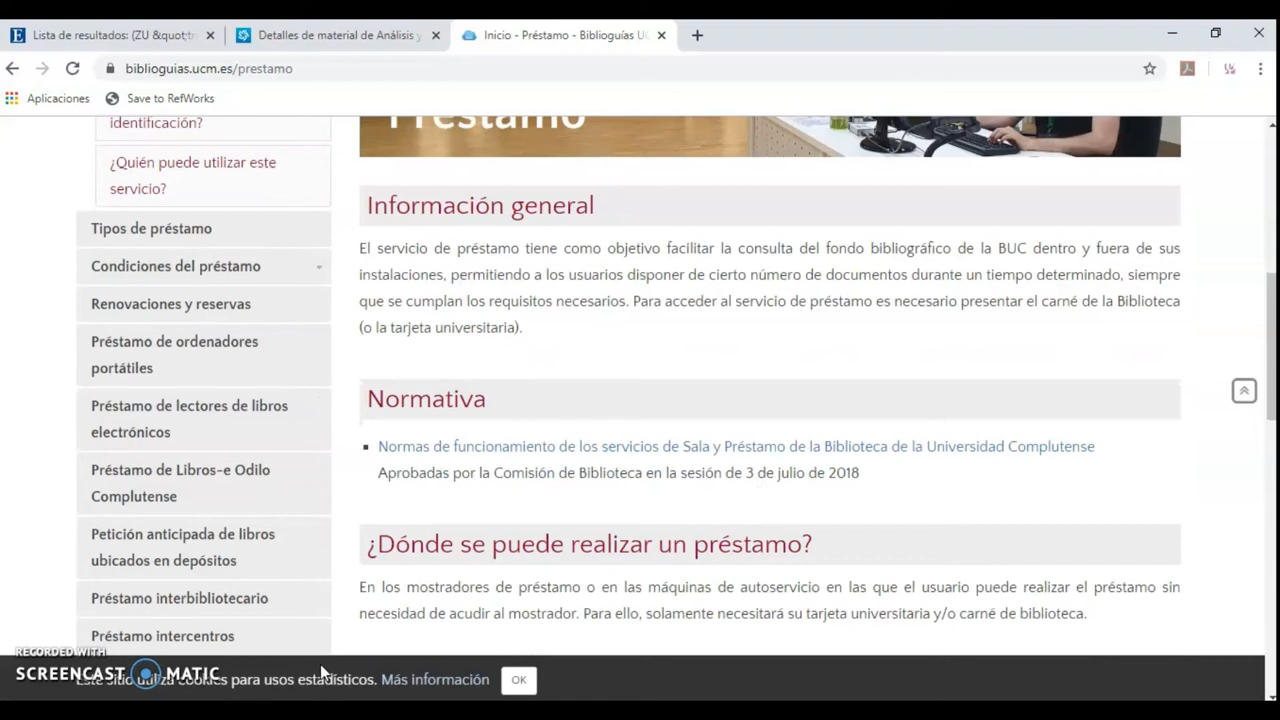 Lista de resultados: (ZU &quot;tr
Detalles de material de Análisis y
Inicio - Préstamo - Biblioguías UC
biblioguias.ucm.es/prestamo
Aplicaciones
Save to RefWorks
identificación?
¿Quién puede utilizar este
servicio?
Tipos de préstamo
Condiciones del préstamo
Renovaciones y reservas
Préstamo de ordenadores
portátiles
Préstamo de lectores de libros
electrónicos
Préstamo de Libros-e Odilo
Complutense
Petición anticipada de libros
ubicados en depósitos
Préstamo interbibliotecario
Préstamo intercentros
Préstamo
Información general
El servicio de préstamo tiene como objetivo facilitar la consulta del fondo bibliográfico de la BUC dentro y fuera de sus
instalaciones, permitiendo a los usuarios disponer de cierto número de documentos durante un tiempo determinado, siempre
que se cumplan los requisitos necesarios. Para acceder al servicio de préstamo es necesario presentar el carné de la Biblioteca
(o la tarjeta universitaria).
Normativa
Normas de funcionamiento de los servicios de Sala y Préstamo de la Biblioteca de la Universidad Complutense
Aprobadas por la Comisión de Biblioteca en la sesión de 3 de julio de 2018
¿Dónde se puede realizar un préstamo?
En los mostradores de préstamo o en las máquinas de autoservicio en las que el usuario puede realizar el préstamo sin
necesidad de acudir al mostrador. Para ello, solamente necesitará su tarjeta universitaria y/o carné de biblioteca.
RECORDED WITH
SCREENCAST MATIC
Este sitio utiliza cookies para usos estadísticos. Más información
OK